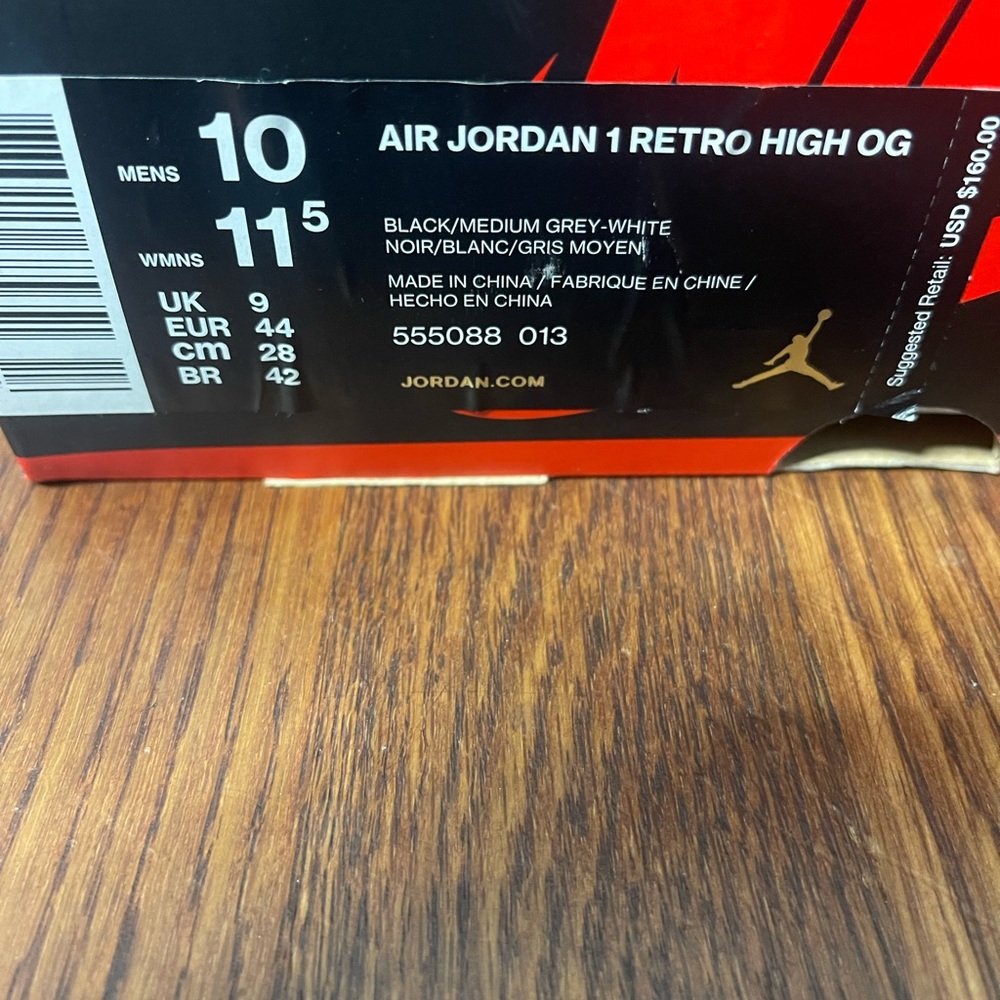 MENS 10
WMNS 11 5
UK 9
EUR 44
cm 28
BR 42
AIR JORDAN 1 RETRO HIGH OG
BLACK/MEDIUM GREY-WHITE
NOIR/BLANC/GRIS MOYEN
MADE IN CHINA / FABRIQUE EN CHINE /
HECHO EN CHINA
555088 013
JORDAN.COM
Suggested Retail: USD $160.00